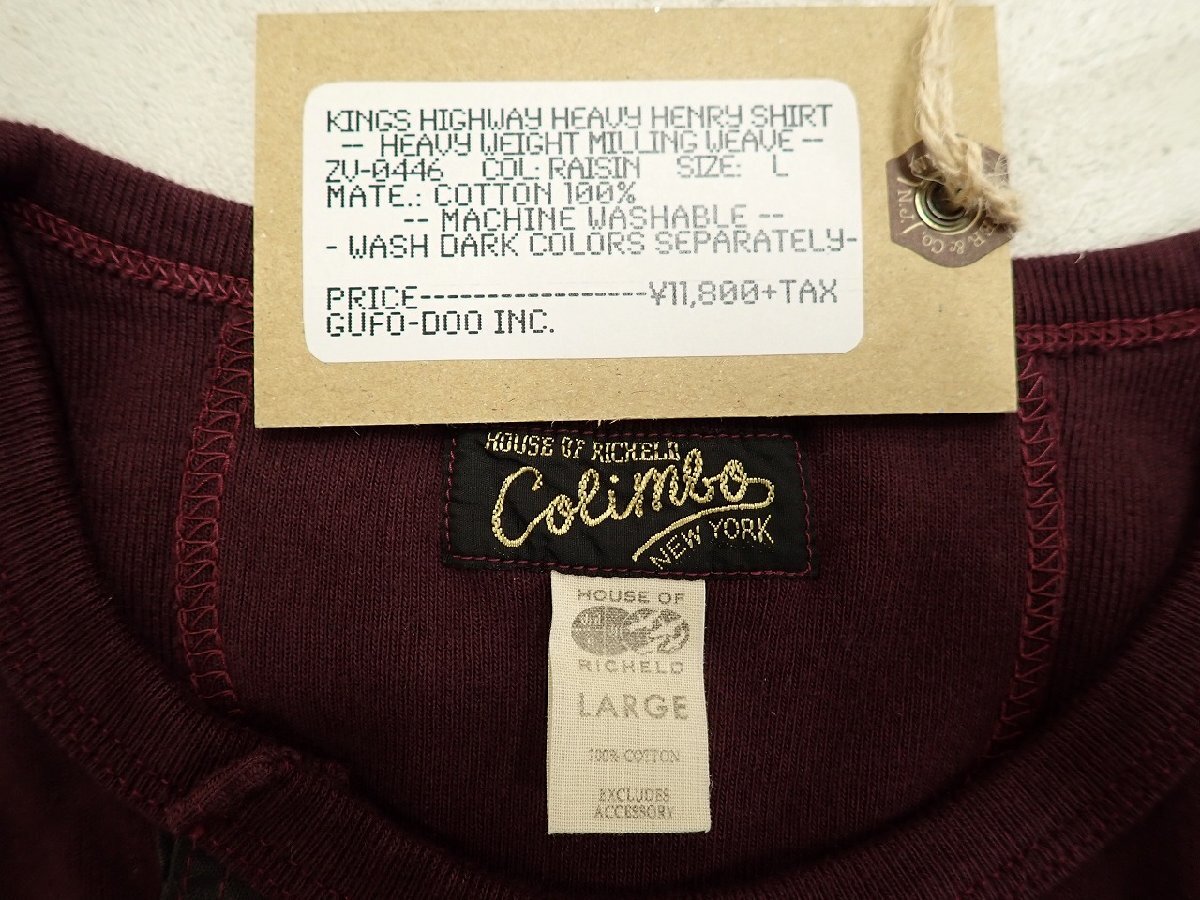 KINGS HIGHWAY HEAVY HENRY SHIRT
-- HEAVY WEIGHT MILLING WEAVE --
ZV-0446 COL: RAISIN SIZE: L
MATE.: COTTON 100%
-- MACHINE WASHABLE --
- WASH DARK COLORS SEPARATELY-
PRICE-----------------¥11,800+TAX
GUFO-DOO INC.
ER & CO.
N.J.
HOUSE OF RICHELD
Colimbo
NEW YORK
HOUSE OF
RICHELD
LARGE
100% COTTON
EXCLUDES
ACCESSORY